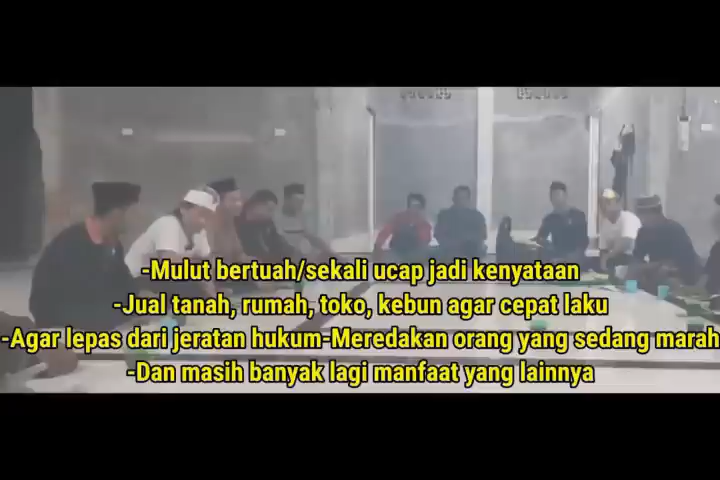 -Mulut bertuah/sekali ucap jadi kenyataan
-Jual tanah, rumah, toko, kebun agar cepat laku
-Agar lepas dari jeratan hukum-Meredakan orang yang sedang marah
-Dan masih banyak lagi manfaat yang lainnya